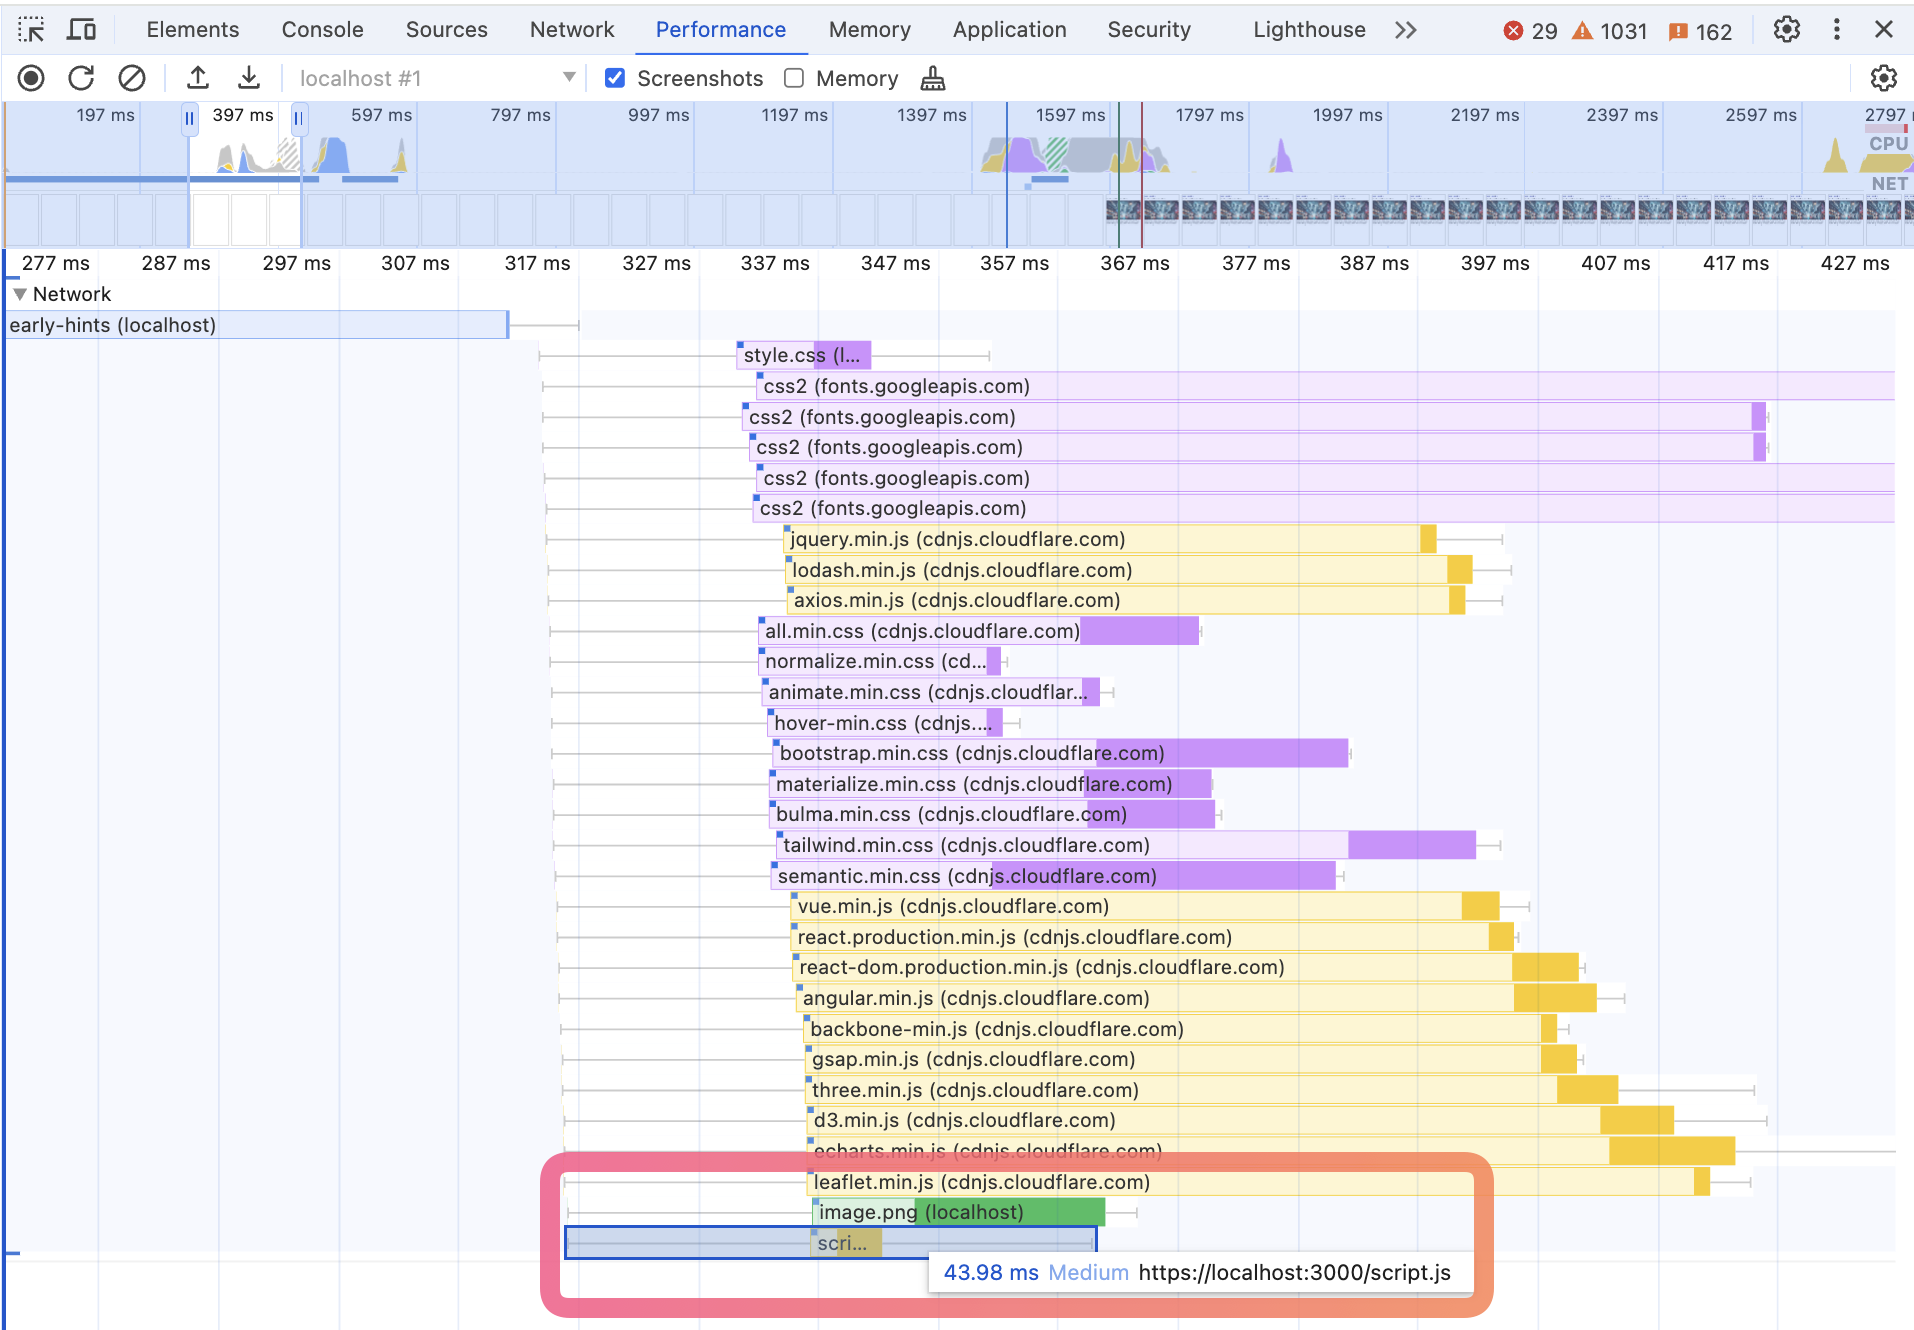 Elements Console Sources Network Performance Memory Application Security Lighthouse 29 1031 162
localhost #1 Screenshots Memory
197 ms 397 ms 597 ms 797 ms 997 ms 1197 ms 1397 ms 1597 ms 1797 ms 1997 ms 2197 ms 2397 ms 2597 ms 2797
CPU
NET
277 ms 287 ms 297 ms 307 ms 317 ms 327 ms 337 ms 347 ms 357 ms 367 ms 377 ms 387 ms 397 ms 407 ms 417 ms 427 ms
Network
early-hints (localhost)
style.css (l...
css2 (fonts.googleapis.com)
css2 (fonts.googleapis.com)
css2 (fonts.googleapis.com)
css2 (fonts.googleapis.com)
css2 (fonts.googleapis.com)
jquery.min.js (cdnjs.cloudflare.com)
lodash.min.js (cdnjs.cloudflare.com)
axios.min.js (cdnjs.cloudflare.com)
all.min.css (cdnjs.cloudflare.com)
normalize.min.css (cd...
animate.min.css (cdnjs.cloudflar...
hover-min.css (cdnjs....
bootstrap.min.css (cdnjs.cloudflare.com)
materialize.min.css (cdnjs.cloudflare.com)
bulma.min.css (cdnjs.cloudflare.com)
tailwind.min.css (cdnjs.cloudflare.com)
semantic.min.css (cdnjs.cloudflare.com)
vue.min.js (cdnjs.cloudflare.com)
react.production.min.js (cdnjs.cloudflare.com)
react-dom.production.min.js (cdnjs.cloudflare.com)
angular.min.js (cdnjs.cloudflare.com)
backbone-min.js (cdnjs.cloudflare.com)
gsap.min.js (cdnjs.cloudflare.com)
three.min.js (cdnjs.cloudflare.com)
d3.min.js (cdnjs.cloudflare.com)
echarts.min.js (cdnjs.cloudflare.com)
leaflet.min.js (cdnjs.cloudflare.com)
image.png (localhost)
scri...
43.98 ms Medium https://localhost:3000/script.js